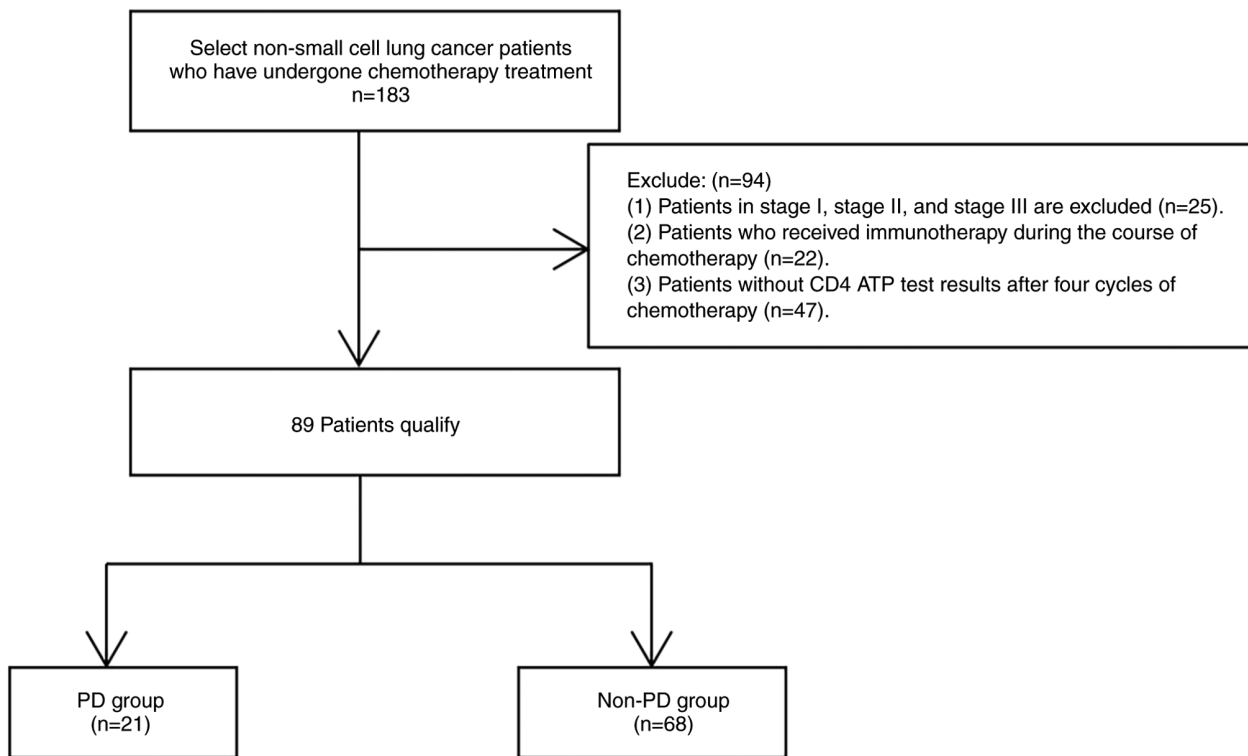 Select non-small cell lung cancer patients
who have undergone chemotherapy treatment
n=183
Exclude: (n=94)
(1) Patients in stage I, stage II, and stage III are excluded (n=25).
(2) Patients who received immunotherapy during the course of
chemotherapy (n=22).
(3) Patients without CD4 ATP test results after four cycles of
chemotherapy (n=47).
89 Patients qualify
PD group
(n=21)
Non-PD group
(n=68)